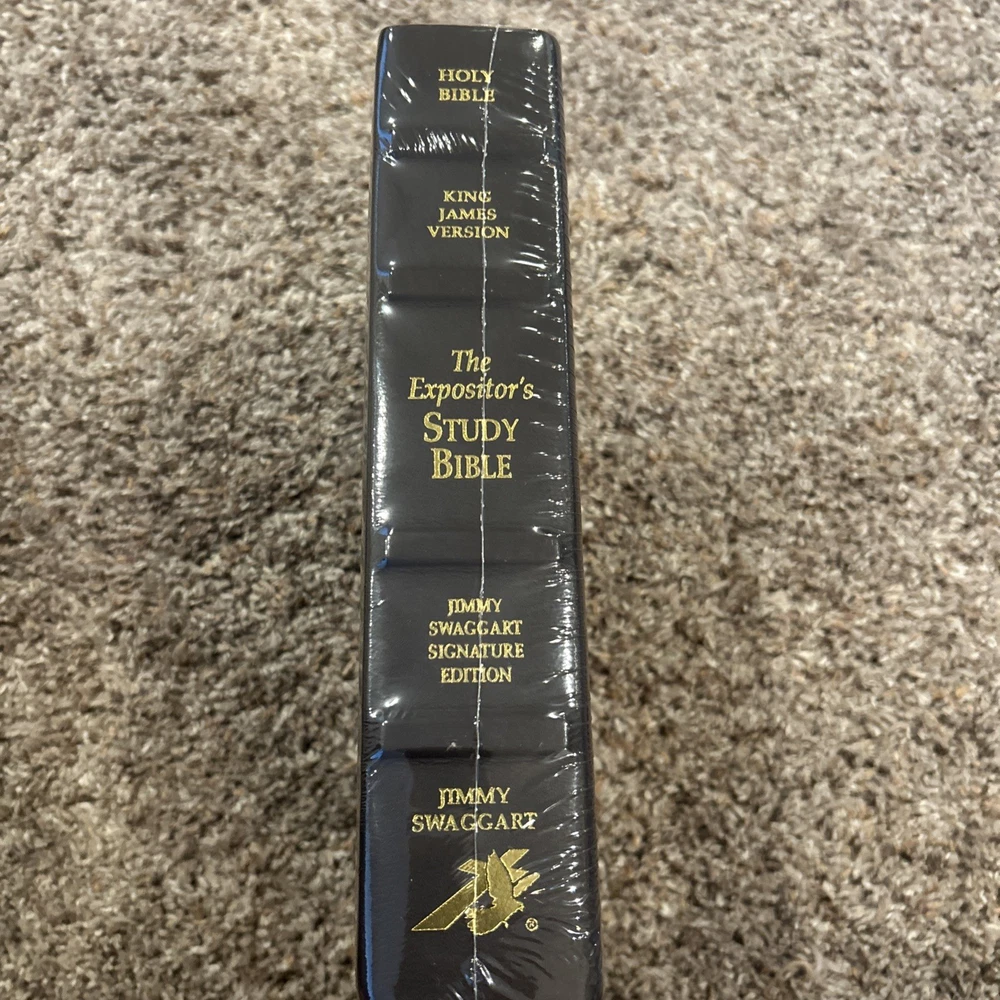 HOLY
BIBLE
KING
JAMES
VERSION
The
Expositor's
STUDY
BIBLE
JIMMY
SWAGGART
SIGNATURE
EDITION
JIMMY
SWAGGART
®